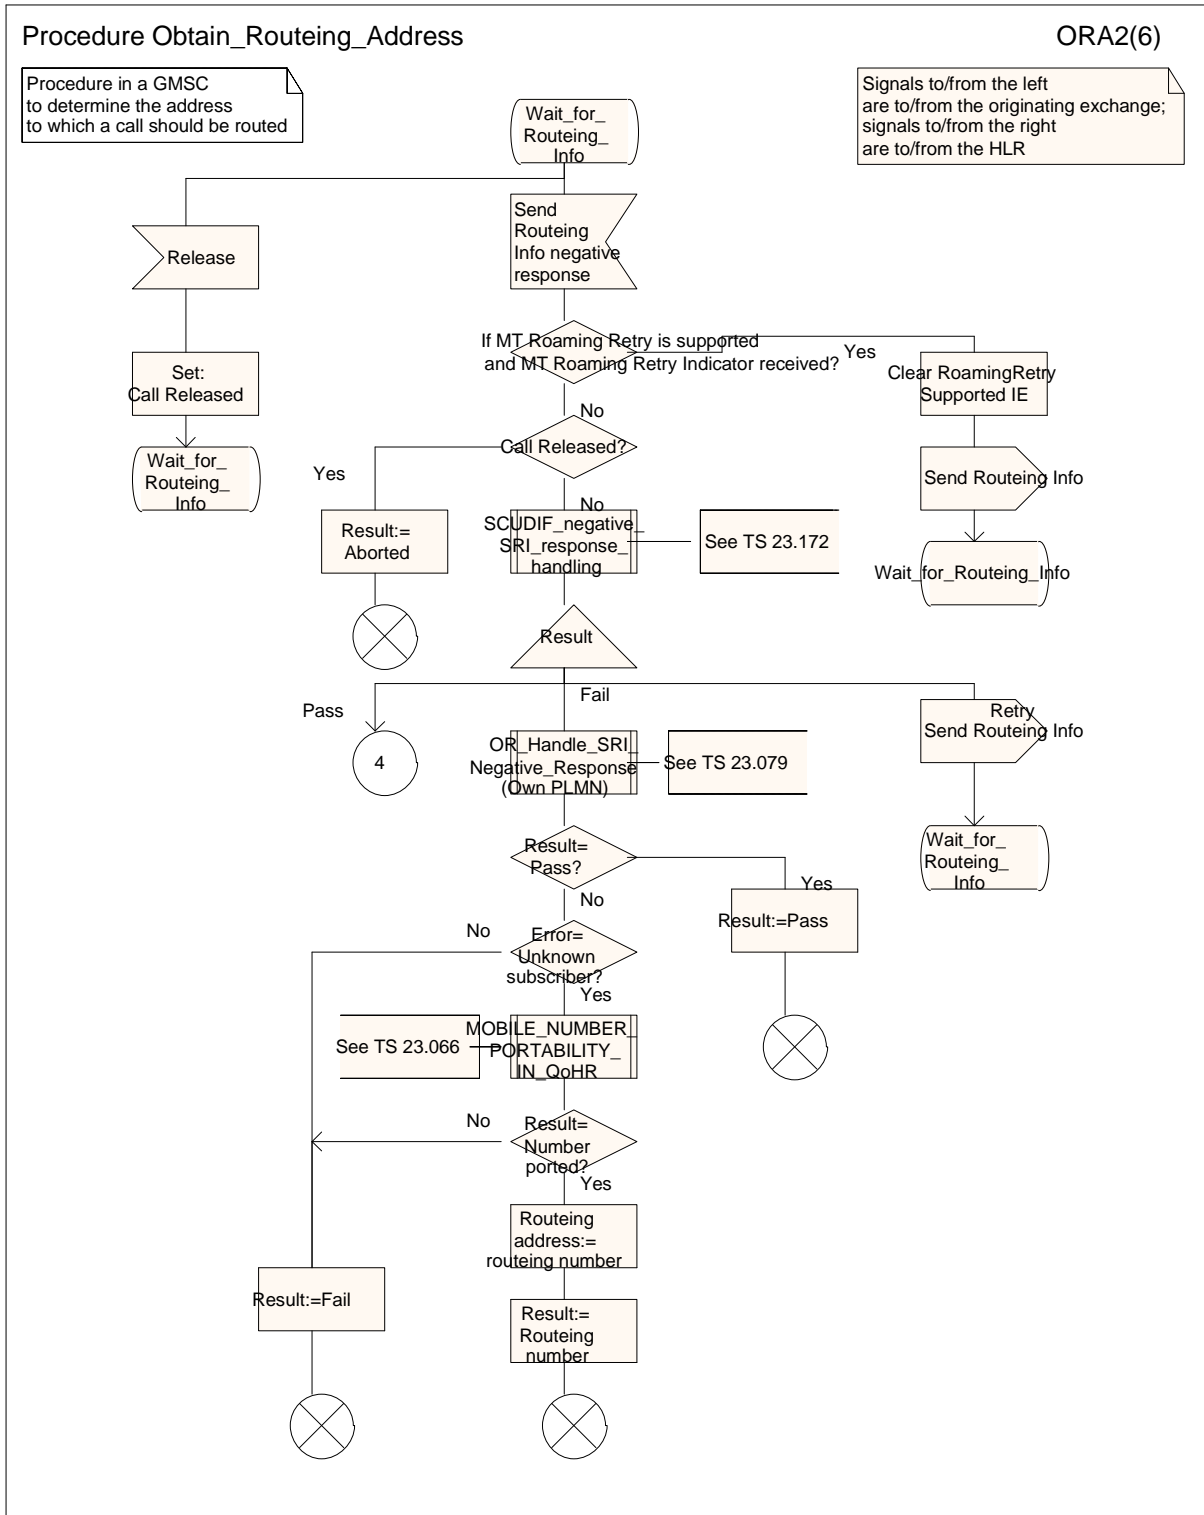 Procedure Obtain_Routeing_Address
ORA2(6)
Procedure in a GMSC
to determine the address
to which a call should be routed
Signals to/from the left
are to/from the originating exchange;
signals to/from the right
are to/from the HLR
Wait_for_
Routeing_
Info
Release
Send
Routeing
Info negative
response
If MT Roaming Retry is supported
and MT Roaming Retry Indicator received?
Yes
No
Set:
Call Released
Clear RoamingRetry
Supported IE
Wait_for_
Routeing_
Info
Call Released?
Yes
No
Send Routeing Info
Result:=
Aborted
SCUDIF_negative_
SRI_response_
handling
See TS 23.172
Wait_for_Routeing_Info
Result
Pass
Fail
Retry
Send Routeing Info
4
OR_Handle_SRI_
Negative_Response
(Own PLMN)
See TS 23.079
Wait_for_
Routeing_
Info
Result=
Pass?
Yes
No
Result:=Pass
Error=
Unknown
subscriber?
No
Yes
See TS 23.066
MOBILE_NUMBER_
PORTABILITY_
IN_QoHR
Result=
Number
ported?
No
Yes
Routeing
address:=
routeing number
Result:=Fail
Result:=
Routeing
number